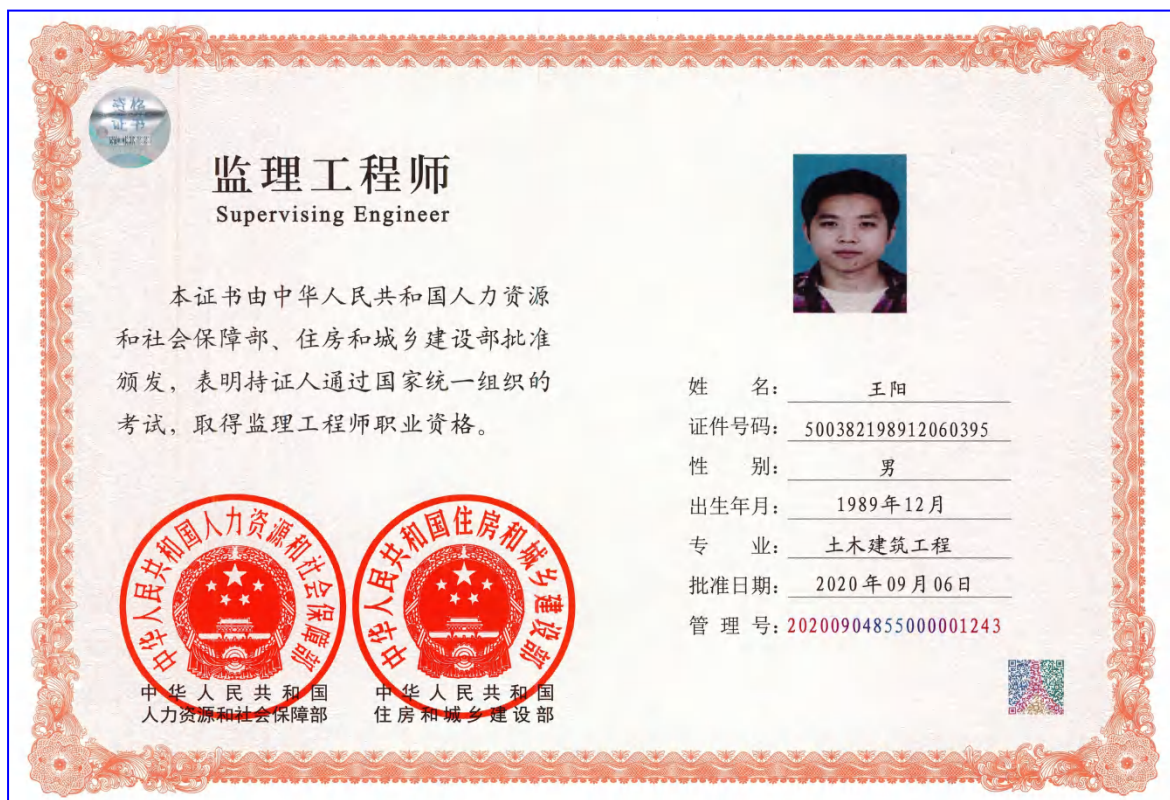 资格
证书
监理工程师
Supervising Engineer
本证书由中华人民共和国人力资源
和社会保障部、住房和城乡建设部批准
颁发，表明持证人通过国家统一组织的
考试，取得监理工程师职业资格。
姓 名：王阳
证件号码：500382198912060395
性 别：男
出生年月：1989年12月
专 业：土木建筑工程
批准日期：2020年09月06日
管 理 号：20200904855000001243
中华人民共和国人力资源和社会保障部
中华人民共和国住房和城乡建设部
中华人民共和国
人力资源和社会保障部
中华人民共和国
住房和城乡建设部